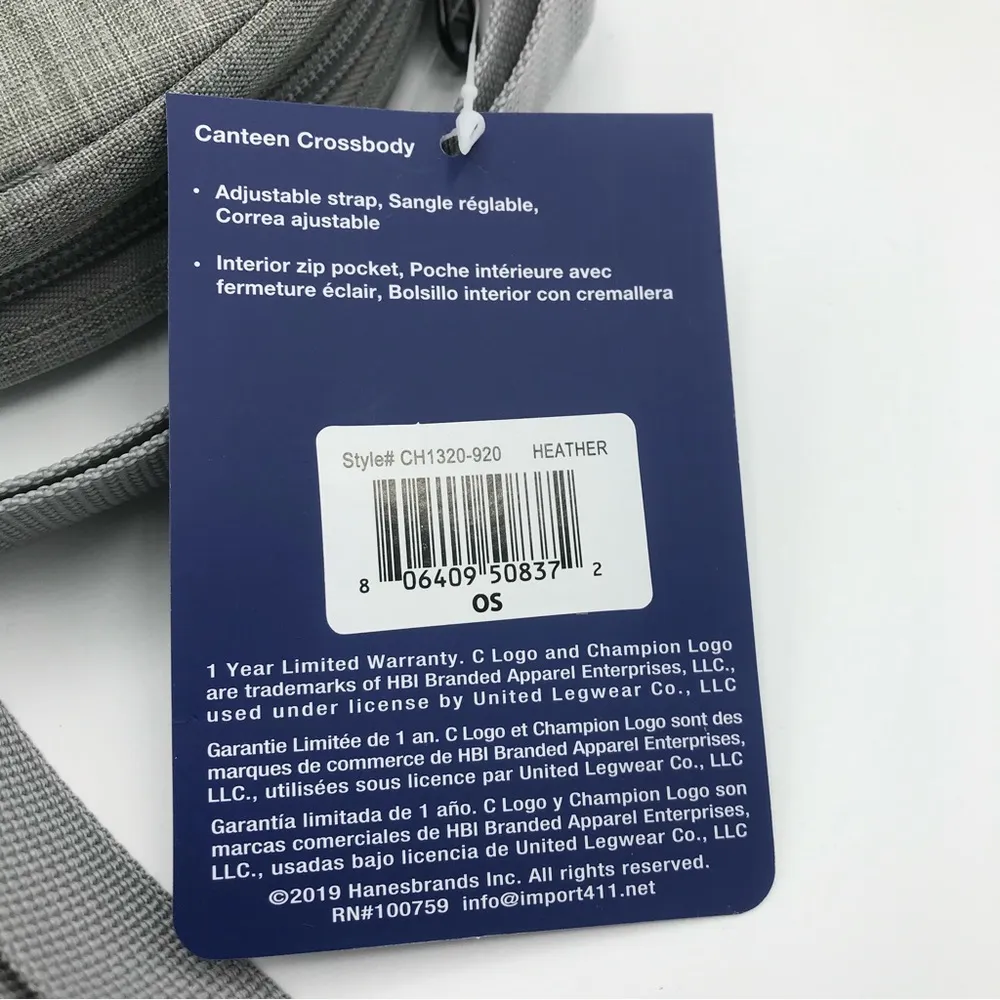 Canteen Crossbody
• Adjustable strap, Sangle réglable,
Correa ajustable
• Interior zip pocket, Poche intérieure avec
fermeture éclair, Bolsillo interior con cremallera
Style# CH1320-920 HEATHER
8 06409 50837 2
OS
1 Year Limited Warranty. C Logo and Champion Logo
are trademarks of HBI Branded Apparel Enterprises, LLC.,
used under license by United Legwear Co., LLC
Garantie Limitée de 1 an. C Logo et Champion Logo sont des
marques de commerce de HBI Branded Apparel Enterprises,
LLC., utilisées sous licence par United Legwear Co., LLC
Garantía limitada de 1 año. C Logo y Champion Logo son
marcas comerciales de HBI Branded Apparel Enterprises,
LLC., usadas bajo licencia de United Legwear Co., LLC
©2019 Hanesbrands Inc. All rights reserved.
RN#100759 info@import411.net